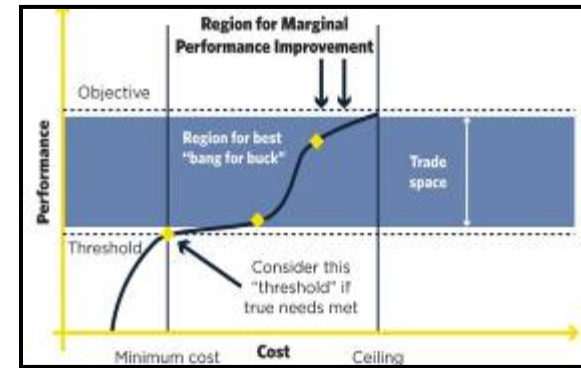 Region for Marginal
Performance Improvement
Objective
Region for best
"bang for buck"
Trade
space
Performance
Threshold
Consider this
"threshold" if
true needs met
Minimum cost
Cost
Ceiling